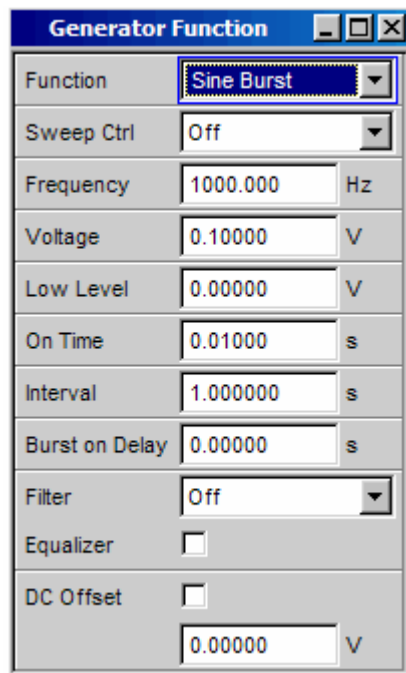 Generator Function
Function Sine Burst
Sweep Ctrl Off
Frequency 1000.000 Hz
Voltage 0.10000 V
Low Level 0.00000 V
On Time 0.01000 s
Interval 1.000000 s
Burst on Delay 0.00000 s
Filter Off
Equalizer
DC Offset
0.00000 V